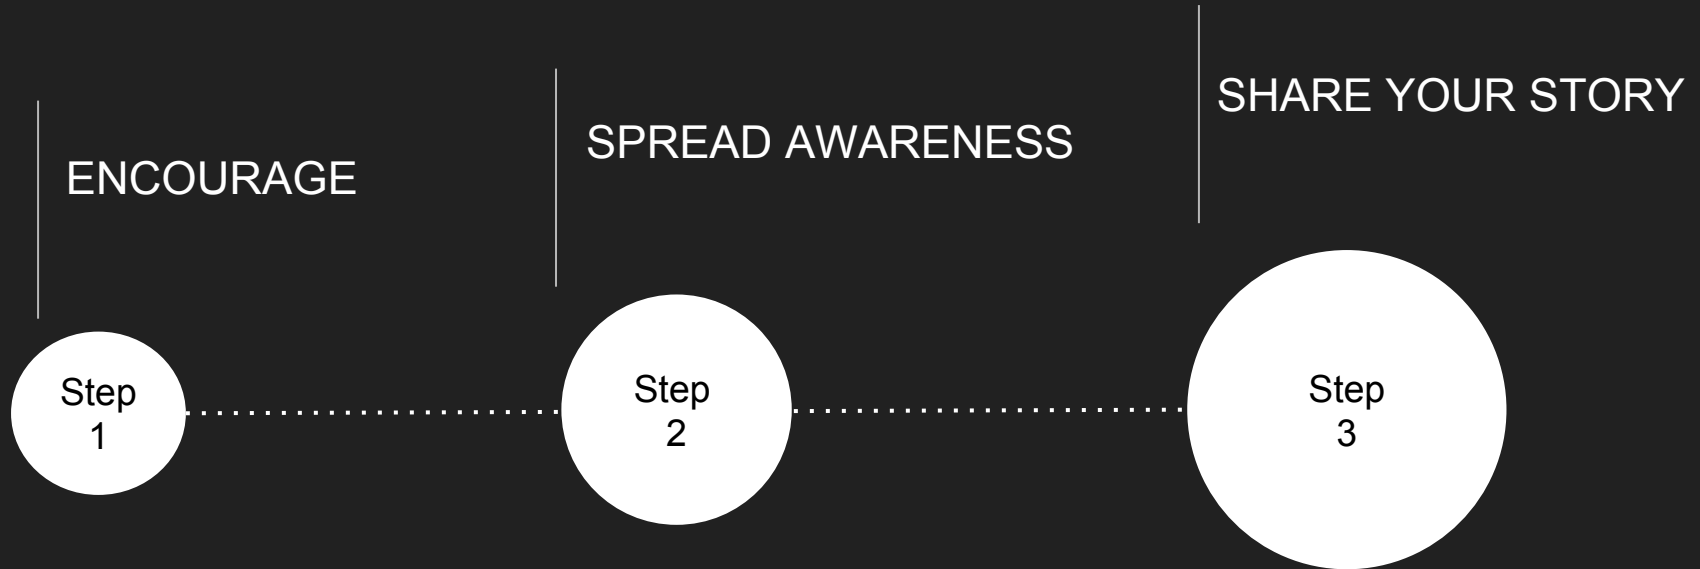 ENCOURAGE
SPREAD AWARENESS
SHARE YOUR STORY
Step
1
Step
2
Step
3